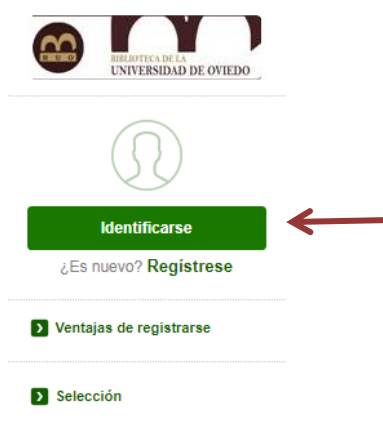 BUO
BIBLIOTECA DE LA
UNIVERSIDAD DE OVIEDO
Identificarse
¿Es nuevo? Regístrese
Ventajas de registrarse
Selección